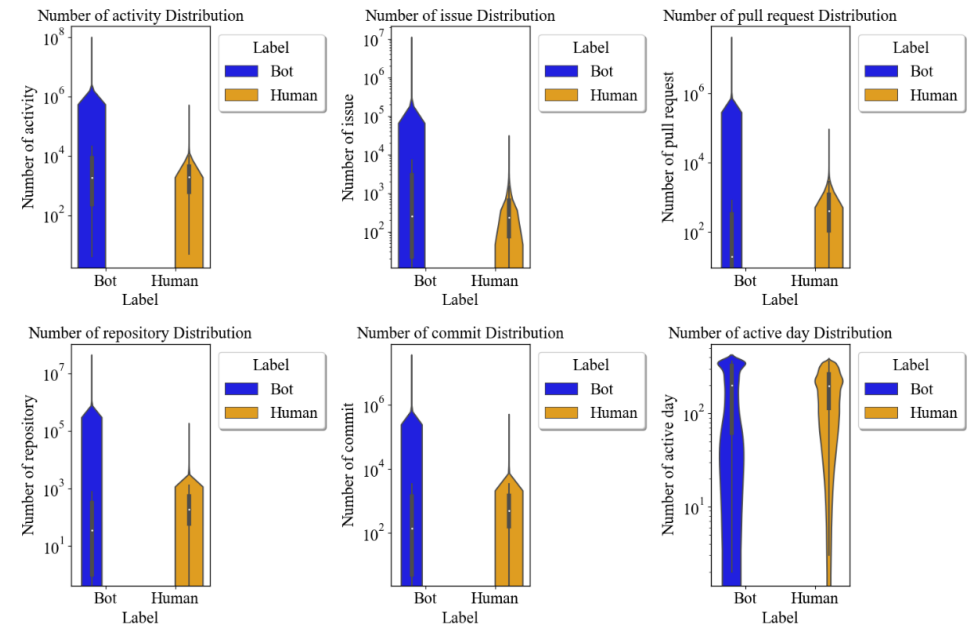 Number of activity Distribution
Number of activity
10^8
10^6
10^4
10^2
Bot
Human
Label
Label
Bot
Human
Number of issue Distribution
Number of issue
10^7
10^6
10^5
10^4
10^3
10^2
Bot
Human
Label
Label
Bot
Human
Number of pull request Distribution
Number of pull request
10^6
10^4
10^2
Bot
Human
Label
Label
Bot
Human
Number of repository Distribution
Number of repository
10^7
10^5
10^3
10^1
Bot
Human
Label
Label
Bot
Human
Number of commit Distribution
Number of commit
10^6
10^4
10^2
Bot
Human
Label
Label
Bot
Human
Number of active day Distribution
Number of active day
10^2
10^1
Bot
Human
Label
Label
Bot
Human